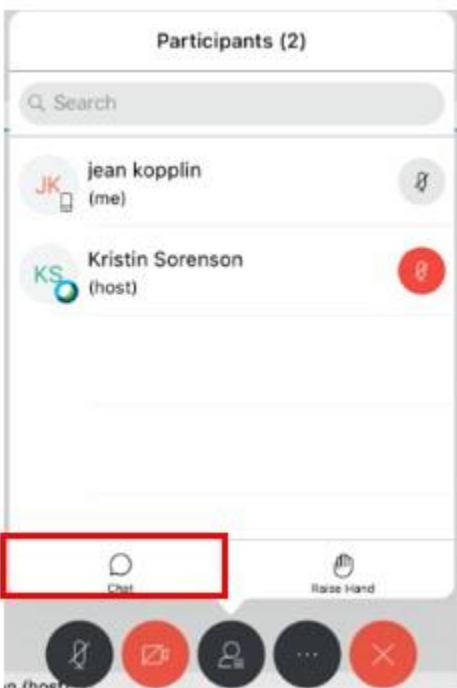 Participants (2)
Search
JK
jean kopplin
(me)
KS
Kristin Sorenson
(host)
Chat
Raise Hand